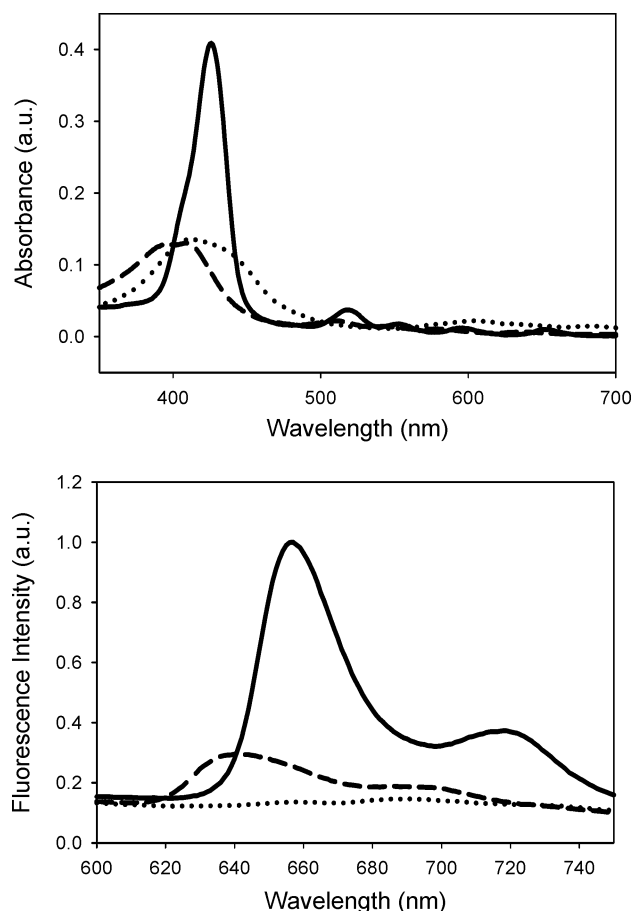 0.4
0.3
0.2
0.1
0.0
Absorbance (a.u.)
400 500 600 700
Wavelength (nm)
1.2
1.0
0.8
0.6
0.4
0.2
0.0
Fluorescence Intensity (a.u.)
600 620 640 660 680 700 720 740
Wavelength (nm)